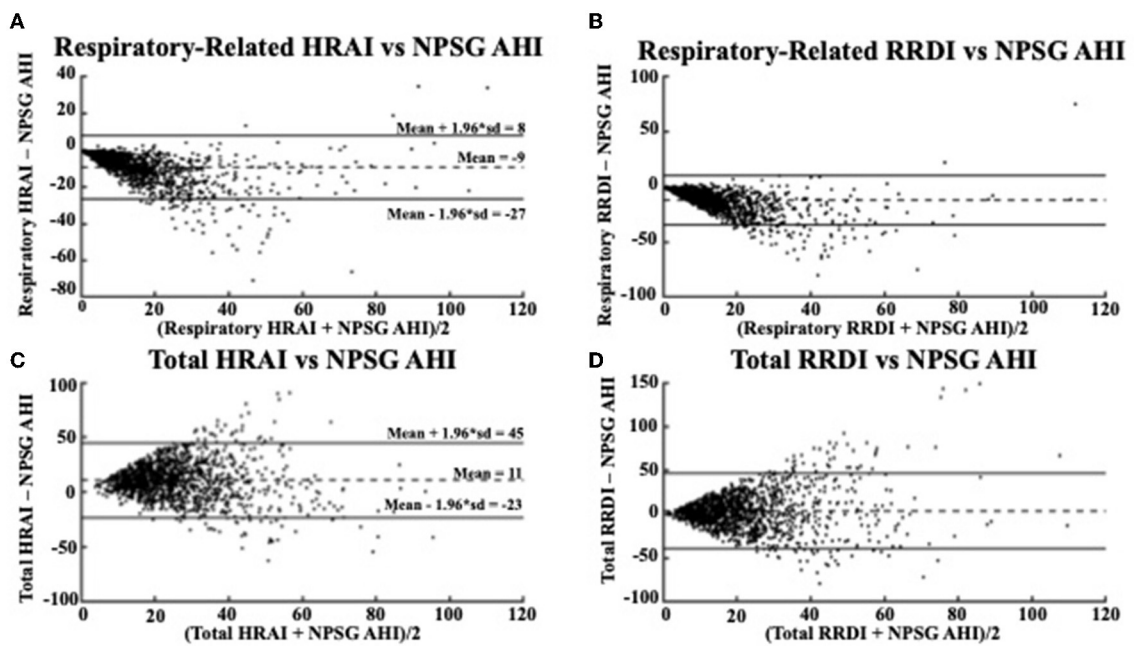 A
Respiratory-Related HRAI vs NPSG AHI
Respiratory HRAI – NPSG AHI
40
20
0
-20
-40
-60
-80
Mean + 1.96*sd = 8
Mean = -9
Mean - 1.96*sd = -27
0 20 40 60 80 100 120
(Respiratory HRAI + NPSG AHI)/2
B
Respiratory-Related RRDI vs NPSG AHI
Respiratory RRDI – NPSG AHI
100
50
0
-50
-100
0 20 40 60 80 100 120
(Respiratory RRDI + NPSG AHI)/2
C
Total HRAI vs NPSG AHI
Total HRAI – NPSG AHI
100
50
0
-50
-100
Mean + 1.96*sd = 45
Mean = 11
Mean - 1.96*sd = -23
0 20 40 60 80 100 120
(Total HRAI + NPSG AHI)/2
D
Total RRDI vs NPSG AHI
Total RRDI – NPSG AHI
150
100
50
0
-50
-100
0 20 40 60 80 100 120
(Total RRDI + NPSG AHI)/2